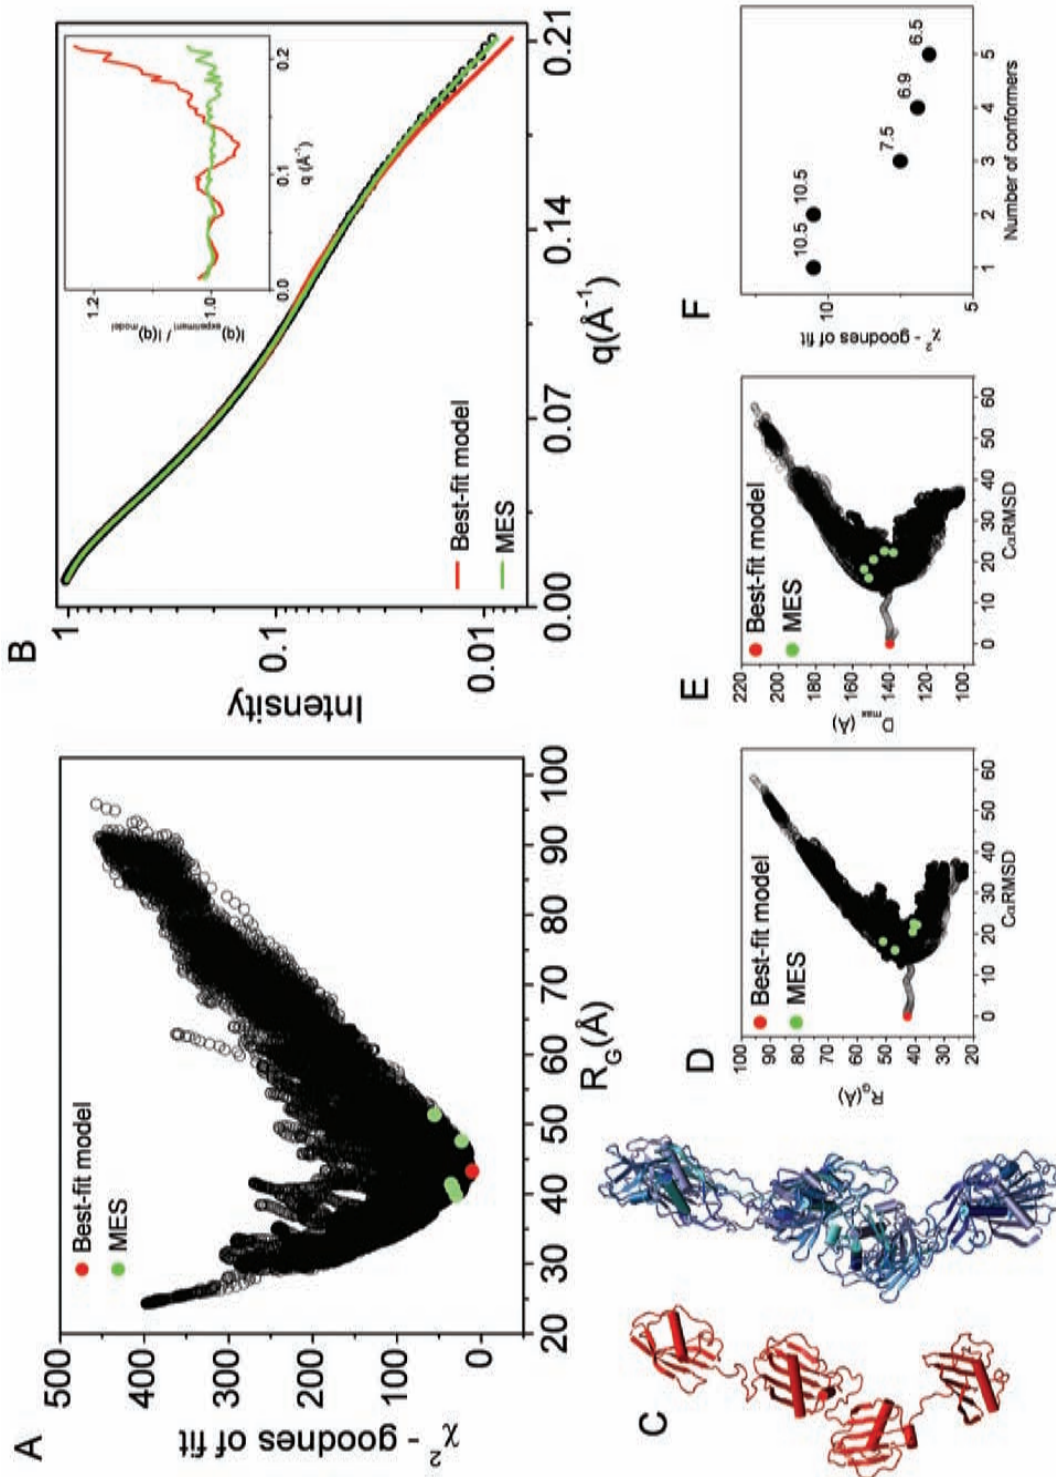 A
χ² - goodnes of fit
500
400
300
200
100
0
Best-fit model
MES
20 30 40 50 60 70 80 90 100
R_G(Å)
B
Intensity
1
0.1
0.01
Best-fit model
MES
0.00 0.07 0.14 0.21
q(Å⁻¹)
I(q)experiment / I(q)model
1.2
1.0
0.0 0.1 0.2
q (Å⁻¹)
C
D
R_G(Å)
100
90
80
70
60
50
40
30
20
Best-fit model
MES
0 10 20 30 40 50 60
CαRMSD
E
D_max (Å)
220
200
180
160
140
120
100
Best-fit model
MES
0 10 20 30 40 50 60
CαRMSD
F
χ² - goodnes of fit
10
5
10.5 10.5 7.5 6.9 6.5
1 2 3 4 5
Number of conformers